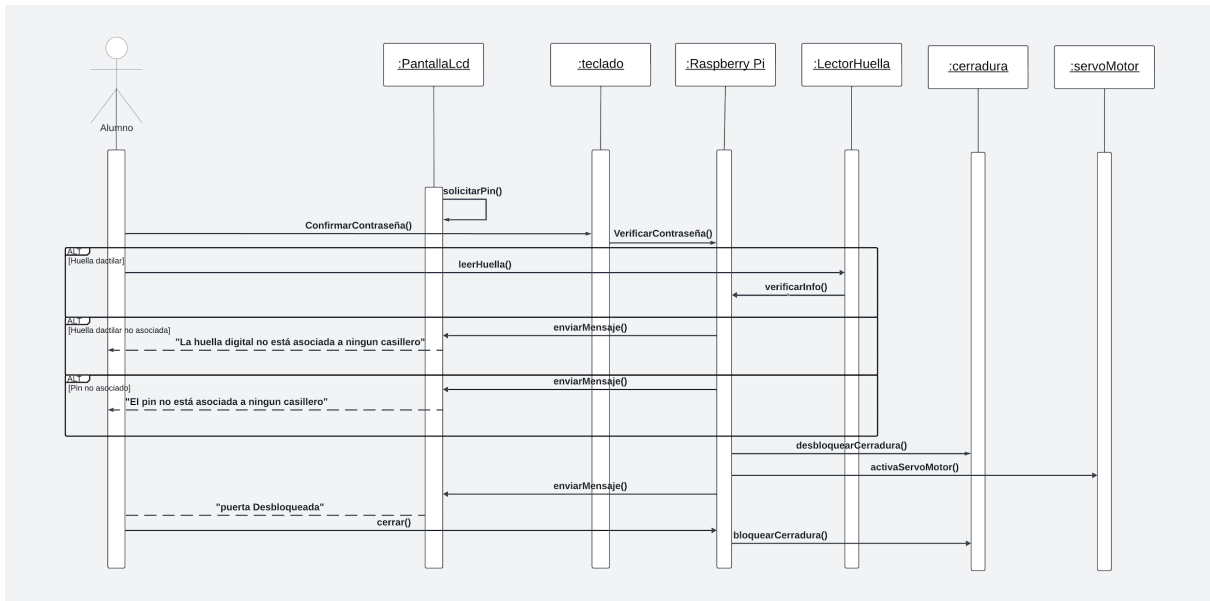 :PantallaLcd
:teclado
:Raspberry Pi
:LectorHuella
:cerradura
:servoMotor
Alumno
solicitarPin()
ConfirmarContraseña()
VerificarContraseña()
ALT
[Huella dactilar]
leerHuella()
verificarInfo()
ALT
[Huella dactilar no asociada]
enviarMensaje()
"La huella digital no está asociada a ningun casillero"
ALT
[Pin no asociado]
enviarMensaje()
"El pin no está asociada a ningun casillero"
desbloquearCerradura()
activaServoMotor()
enviarMensaje()
"puerta Desbloqueada"
cerrar()
bloquearCerradura()